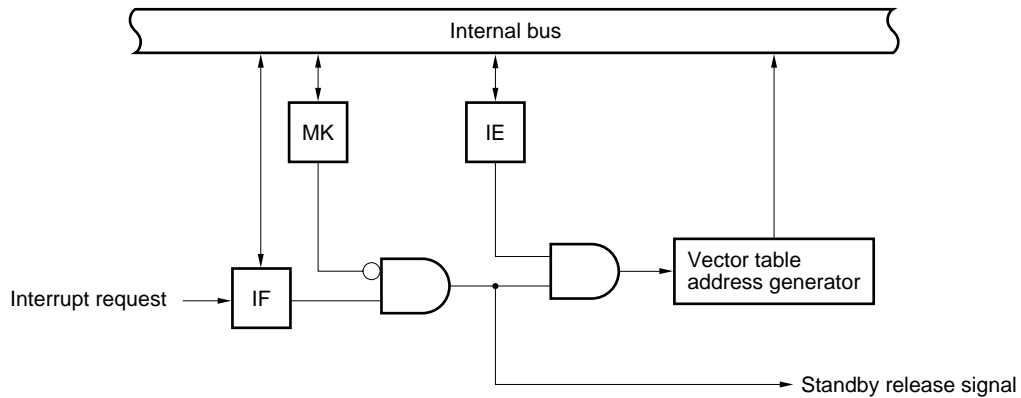 Internal bus
MK
IE
Vector table
address generator
Interrupt request
IF
Standby release signal